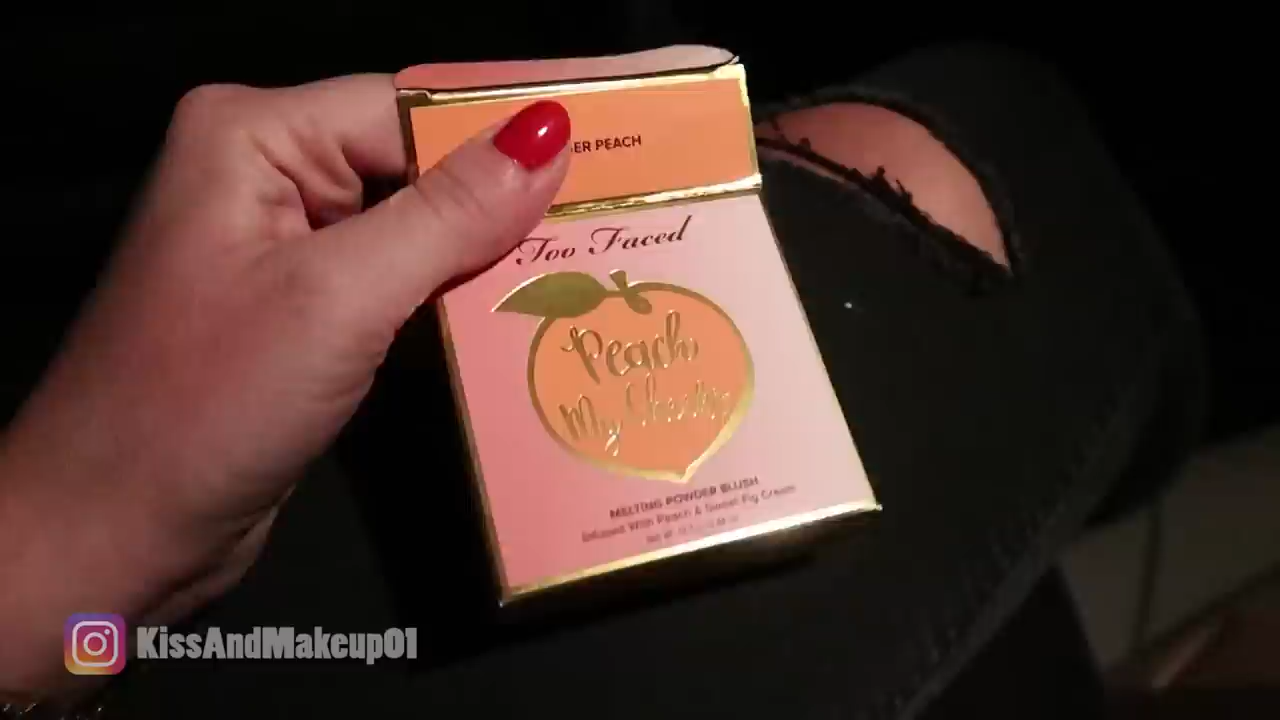 ER PEACH
Too Faced
Peach
My Cheeks
MELTING POWDER BLUSH
Infused With Peach & Sweet Fig Cream
KissAndMakeup01